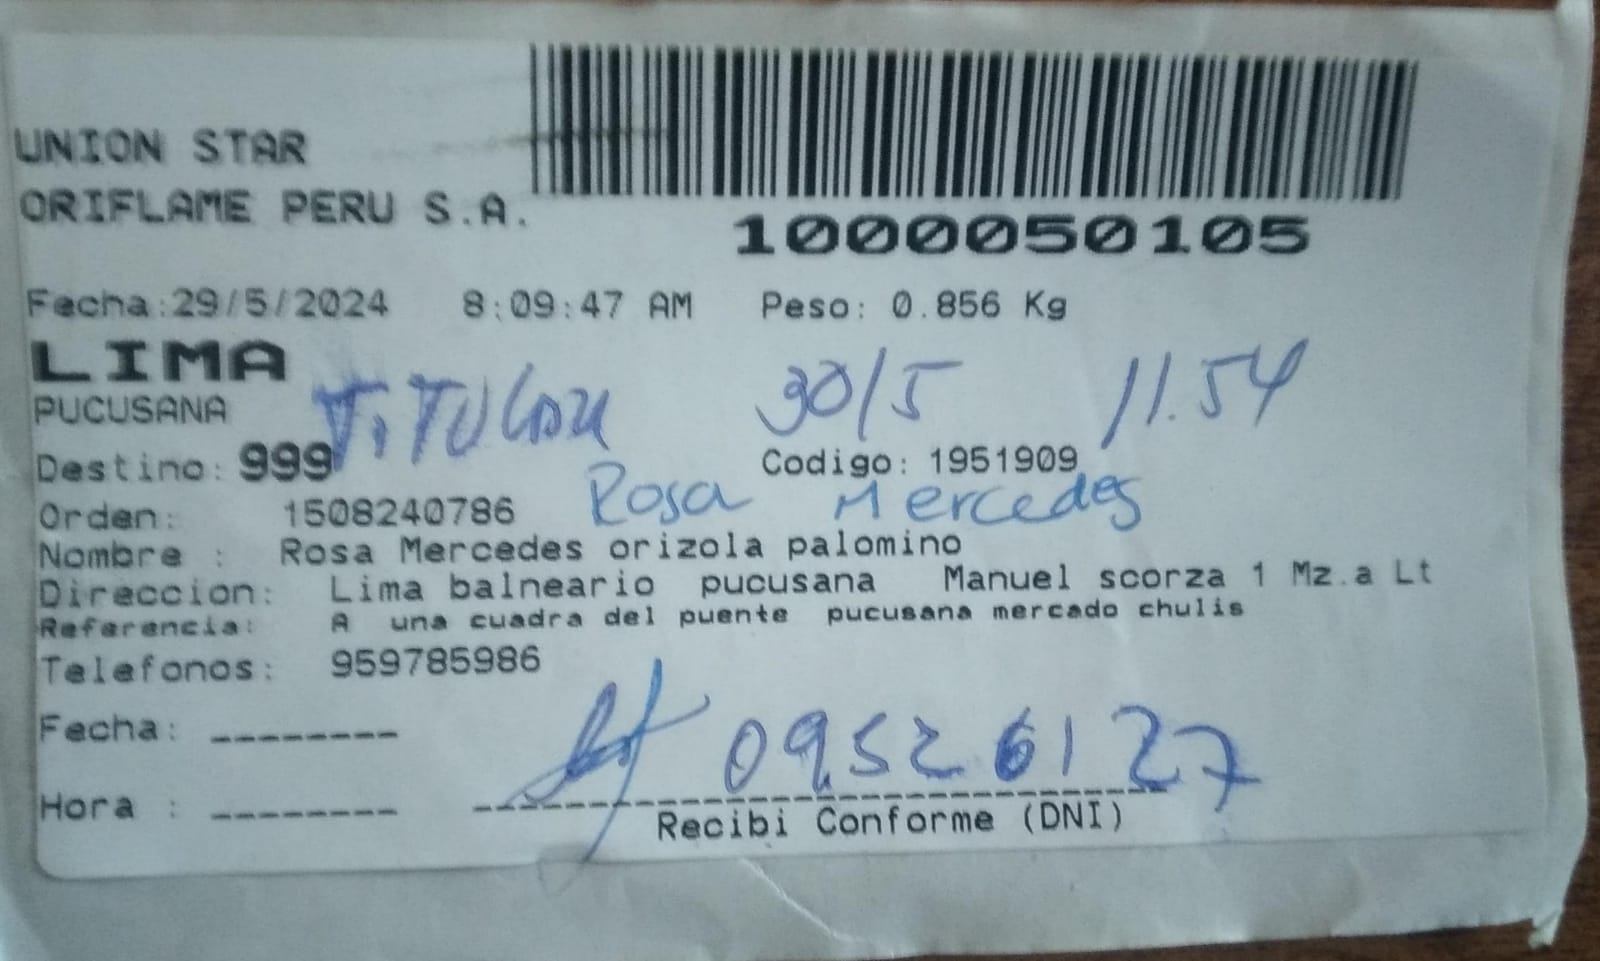 UNION STAR
ORIFLAME PERU S.A.
1000050105
Fecha:29/5/2024 8:09:47 AM Peso: 0.856 Kg
LIMA
PUCUSANA TITULAR 30/5 11.54
Destino: 999 Codigo: 1951909
Orden: 1508240786 Rosa Mercedes
Nombre : Rosa Mercedes orizola palomino
Direccion: Lima balneario pucusana Manuel scorza 1 Mz.a Lt
Referencia: A una cuadra del puente pucusana mercado chulis
Telefonos: 959785986
Fecha: --------
09526127
Hora : --------
Recibi Conforme (DNI)